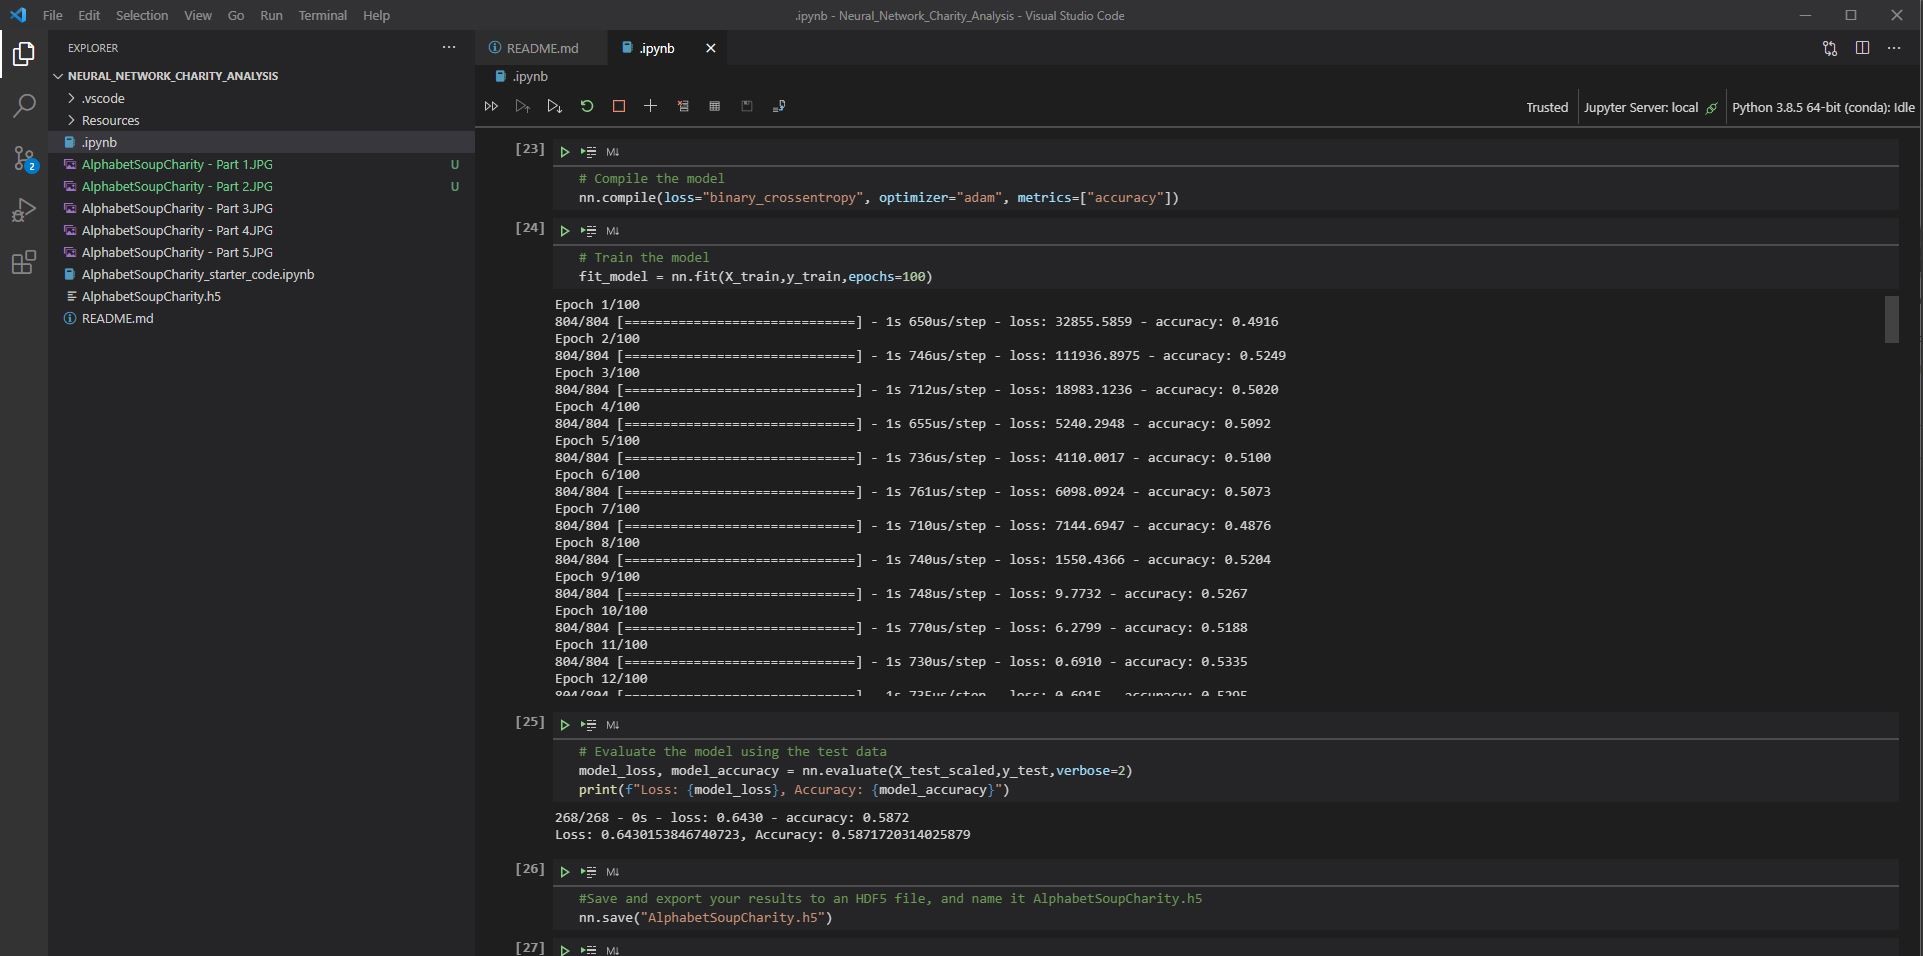 File Edit Selection View Go Run Terminal Help
.ipynb - Neural_Network_Charity_Analysis - Visual Studio Code
EXPLORER
NEURAL_NETWORK_CHARITY_ANALYSIS
.vscode
Resources
.ipynb
AlphabetSoupCharity - Part 1.JPG U
AlphabetSoupCharity - Part 2.JPG U
AlphabetSoupCharity - Part 3.JPG
AlphabetSoupCharity - Part 4.JPG
AlphabetSoupCharity - Part 5.JPG
AlphabetSoupCharity_starter_code.ipynb
AlphabetSoupCharity.h5
README.md
2
README.md
.ipynb
.ipynb
Trusted
Jupyter Server: local
Python 3.8.5 64-bit (conda): Idle
[23]
M↓
# Compile the model
nn.compile(loss="binary_crossentropy", optimizer="adam", metrics=["accuracy"])
[24]
M↓
# Train the model
fit_model = nn.fit(X_train,y_train,epochs=100)
Epoch 1/100
804/804 [==============================] - 1s 650us/step - loss: 32855.5859 - accuracy: 0.4916
Epoch 2/100
804/804 [==============================] - 1s 746us/step - loss: 111936.8975 - accuracy: 0.5249
Epoch 3/100
804/804 [==============================] - 1s 712us/step - loss: 18983.1236 - accuracy: 0.5020
Epoch 4/100
804/804 [==============================] - 1s 655us/step - loss: 5240.2948 - accuracy: 0.5092
Epoch 5/100
804/804 [==============================] - 1s 736us/step - loss: 4110.0017 - accuracy: 0.5100
Epoch 6/100
804/804 [==============================] - 1s 761us/step - loss: 6098.0924 - accuracy: 0.5073
Epoch 7/100
804/804 [==============================] - 1s 710us/step - loss: 7144.6947 - accuracy: 0.4876
Epoch 8/100
804/804 [==============================] - 1s 740us/step - loss: 1550.4366 - accuracy: 0.5204
Epoch 9/100
804/804 [==============================] - 1s 748us/step - loss: 9.7732 - accuracy: 0.5267
Epoch 10/100
804/804 [==============================] - 1s 770us/step - loss: 6.2799 - accuracy: 0.5188
Epoch 11/100
804/804 [==============================] - 1s 730us/step - loss: 0.6910 - accuracy: 0.5335
Epoch 12/100
804/804 [==============================] - 1s 735us/step - loss: 0.6915 - accuracy: 0.5295
[25]
M↓
# Evaluate the model using the test data
model_loss, model_accuracy = nn.evaluate(X_test_scaled,y_test,verbose=2)
print(f"Loss: {model_loss}, Accuracy: {model_accuracy}")
268/268 - 0s - loss: 0.6430 - accuracy: 0.5872
Loss: 0.6430153846740723, Accuracy: 0.5871720314025879
[26]
M↓
#Save and export your results to an HDF5 file, and name it AlphabetSoupCharity.h5
nn.save("AlphabetSoupCharity.h5")
[27]
M↓